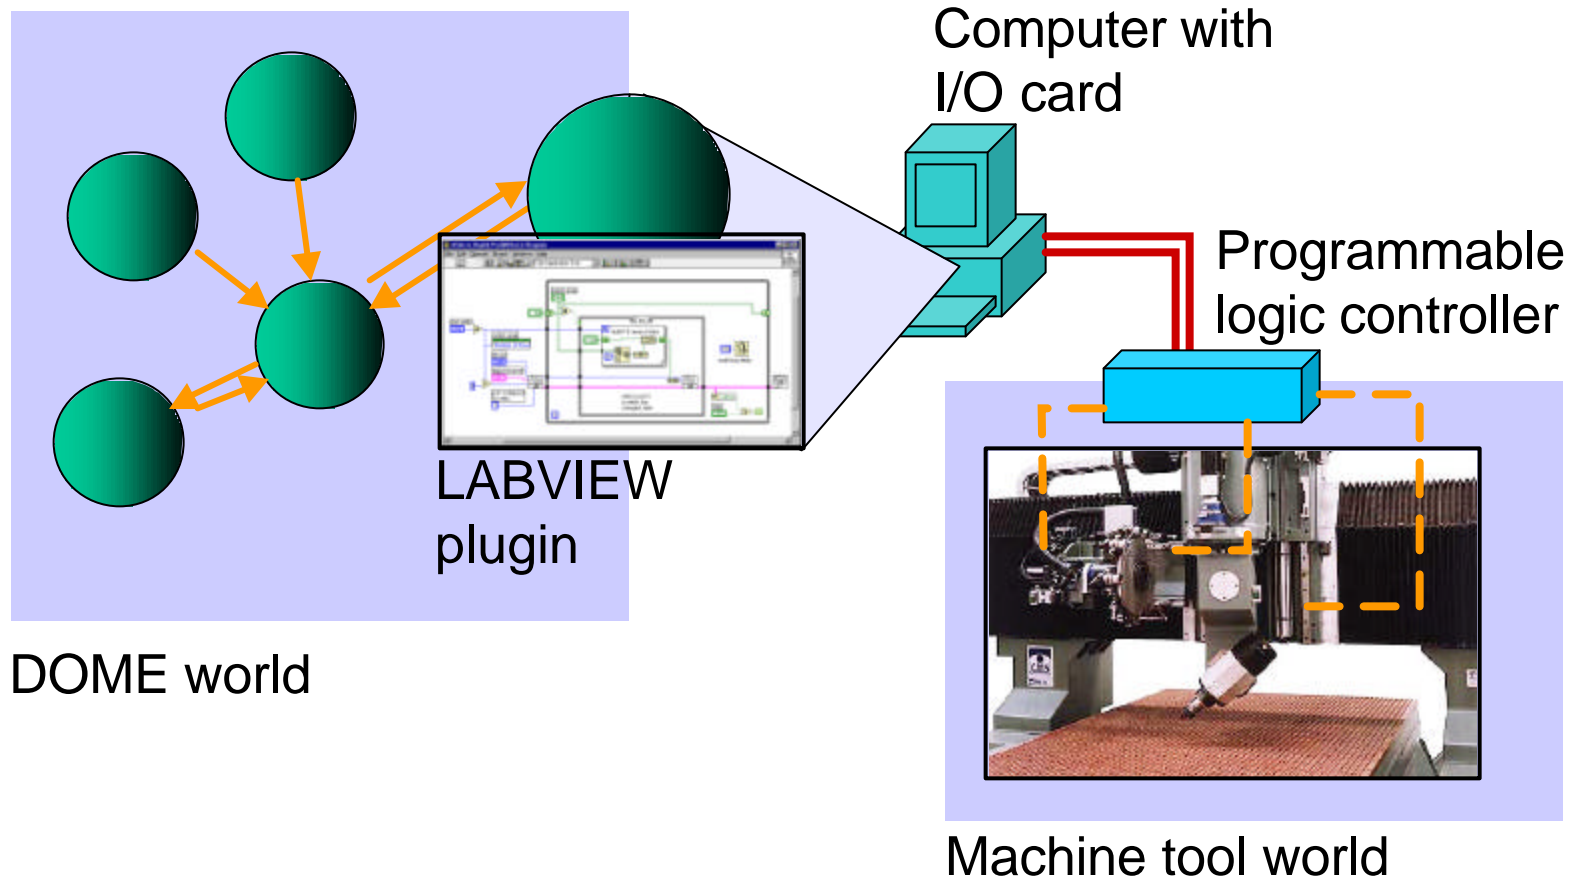 Computer with
I/O card
Programmable
logic controller
LABVIEW
plugin
DOME world
Machine tool world